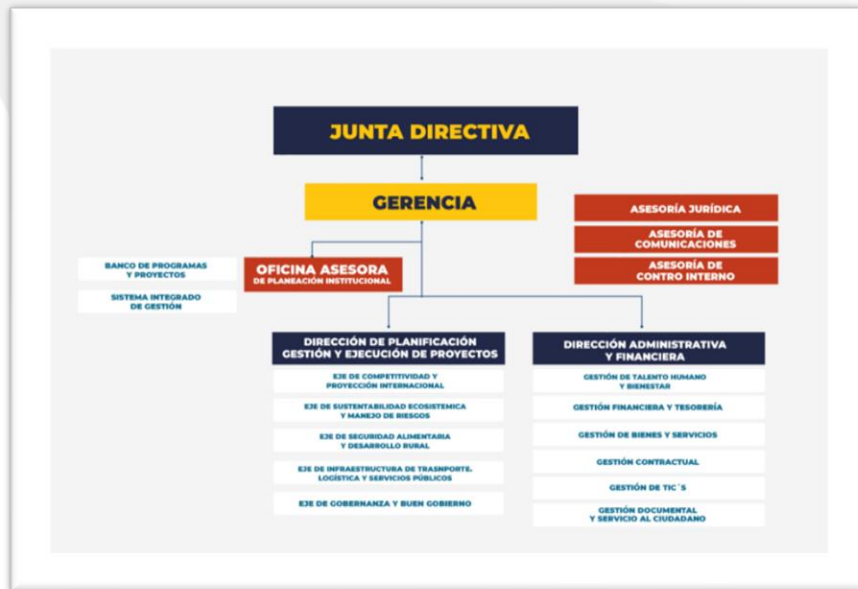 JUNTA DIRECTIVA
GERENCIA
ASESORÍA JURÍDICA
ASESORÍA DE
COMUNICACIONES
ASESORÍA DE
CONTRO INTERNO
BANCO DE PROGRAMAS
Y PROYECTOS
SISTEMA INTEGRADO
DE GESTIÓN
OFICINA ASESORA
DE PLANEACIÓN INSTITUCIONAL
DIRECCIÓN DE PLANIFICACIÓN
GESTIÓN Y EJECUCIÓN DE PROYECTOS
EJE DE COMPETITIVIDAD Y
PROYECCIÓN INTERNACIONAL
EJE DE SUSTENTABILIDAD ECOSISTEMICA
Y MANEJO DE RIESGOS
EJE DE SEGURIDAD ALIMENTARIA
Y DESARROLLO RURAL
EJE DE INFRAESTRUCTURA DE TRASNPORTE.
LOGÍSTICA Y SERVICIOS PÚBLICOS
EJE DE GOBERNANZA Y BUEN GOBIERNO
DIRECCIÓN ADMINISTRATIVA
Y FINANCIERA
GESTIÓN DE TALENTO HUMANO
Y BIENESTAR
GESTIÓN FINANCIERA Y TESORERÍA
GESTIÓN DE BIENES Y SERVICIOS
GESTIÓN CONTRACTUAL
GESTIÓN DE TIC´S
GESTIÓN DOCUMENTAL
Y SERVICIO AL CIUDADANO